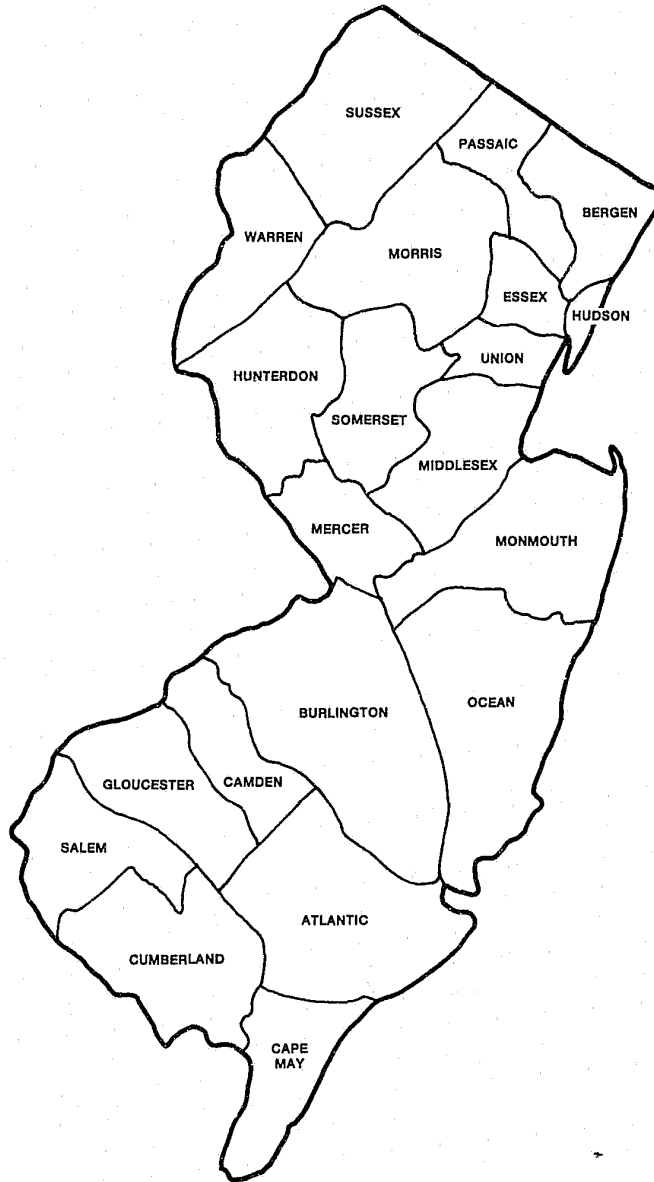 SUSSEX
PASSAIC
BERGEN
WARREN
MORRIS
ESSEX
HUDSON
UNION
HUNTERDON
SOMERSET
MIDDLESEX
MERCER
MONMOUTH
OCEAN
BURLINGTON
CAMDEN
GLOUCESTER
SALEM
ATLANTIC
CUMBERLAND
CAPE
MAY